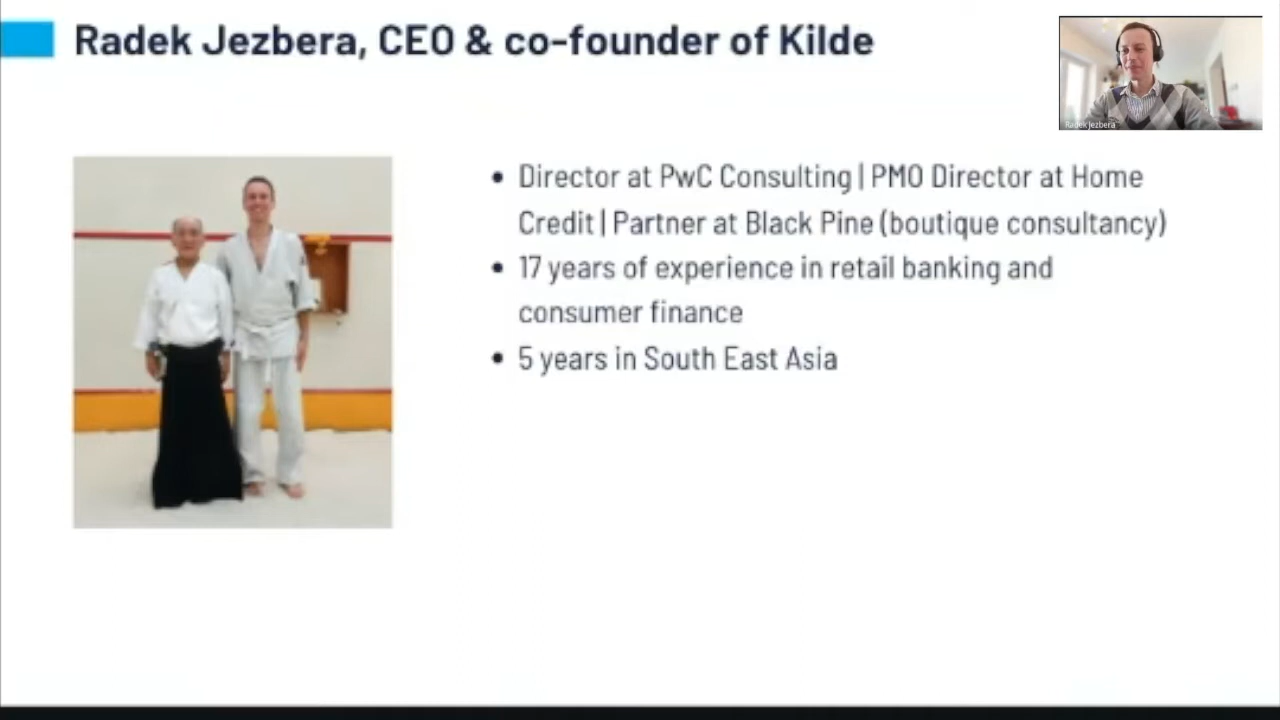 Radek Jezbera, CEO & co-founder of Kilde
Radek Jezbera
• Director at PwC Consulting | PMO Director at Home
Credit | Partner at Black Pine (boutique consultancy)
• 17 years of experience in retail banking and
consumer finance
• 5 years in South East Asia